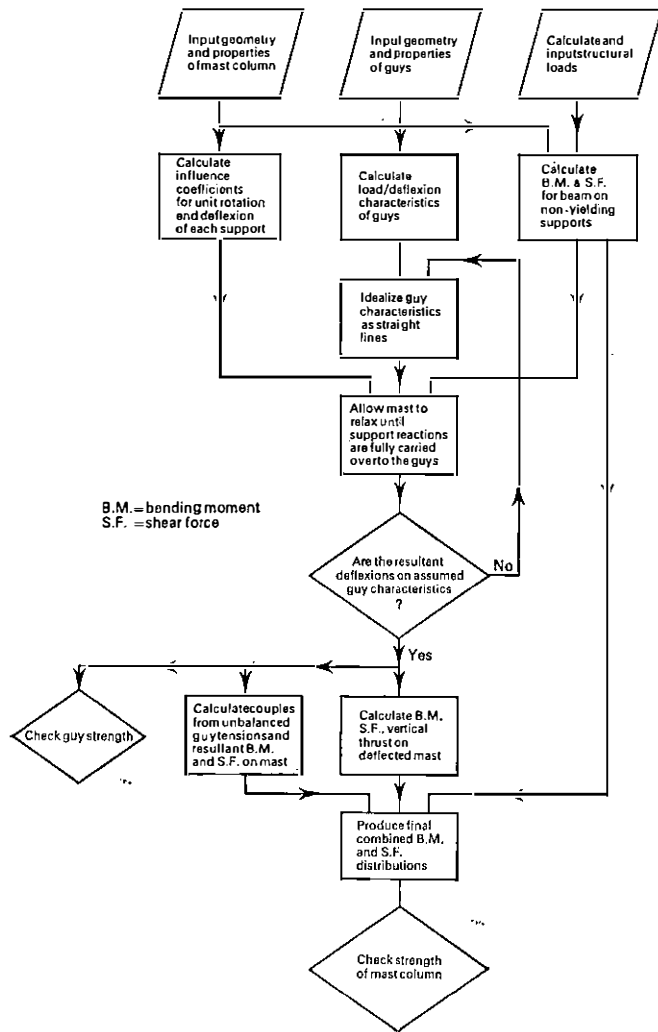 Input geometry
and properties
of mast column
Input geometry
and properties
of guys
Calculate and
inputstructural
loads
Calculate
influence
coefficients
for unit rotation
and deflexion
of each support
Calculate
load/deflexion
characteristics
of guys
Calculate
B.M. & S.F.
for beam on
non-yielding
supports
Idealize guy
characteristics
as straight
lines
Allow mast to
relax until
support reactions
are fully carried
over to the guys
B.M.= bending moment
S.F. =shear force
Are the resultant
deflexions on assumed
guy characteristics
?
No
Yes
Check guy strength
Calculate couples
from unbalanced
guy tensions and
resultant B.M.
and S.F. on mast
Calculate B.M.
S.F., vertical
thrust on
deflected mast
Produce final
combined B.M.
and S.F.
distributions
Check strength
of mast column